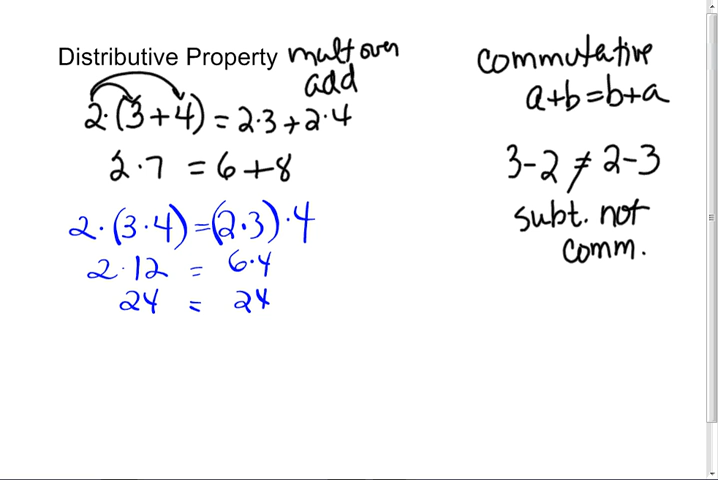 Distributive Property mult over
add
2·(3+4)=2·3+2·4
2·7 = 6+8
2·(3·4)=(2·3)·4
2·12 = 6·4
24 = 24
commutative
a+b=b+a
3-2≠2-3
subt. not
comm.